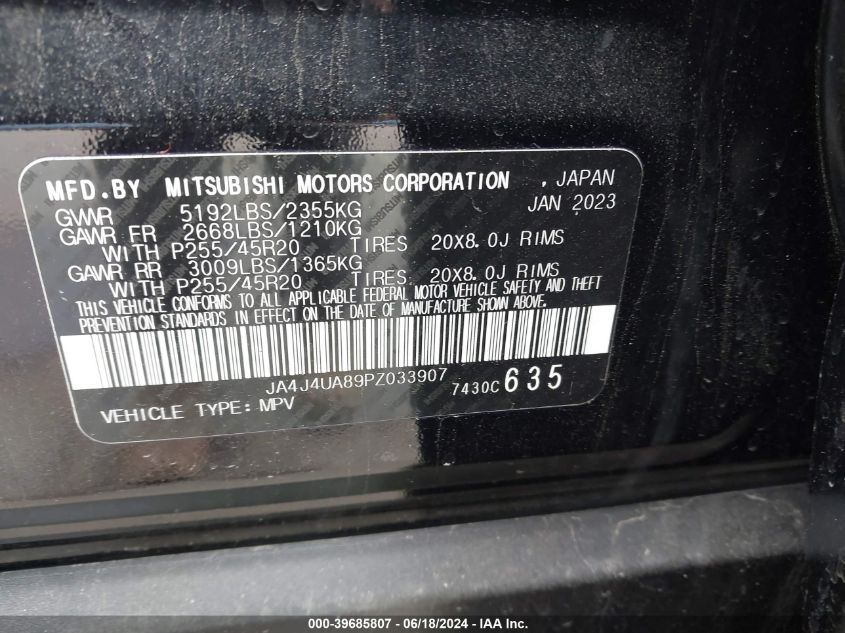 MFD.BY MITSUBISHI MOTORS CORPORATION , JAPAN
GVWR 5192LBS/2355KG JAN 2023
GAWR FR 2668LBS/1210KG
WITH P255/45R20 TIRES 20X8.0J RIMS
GAWR RR 3009LBS/1365KG
WITH P255/45R20 TIRES, 20X8.0J RIMS
THIS VEHICLE CONFORMS TO ALL APPLICABLE FEDERAL MOTOR VEHICLE SAFETY AND THEFT
PREVENTION STANDARDS IN EFFECT ON THE DATE OF MANUFACTURE SHOWN ABOVE.
JA4J4UA89PZ033907 7430C 635
VEHICLE TYPE: MPV
000-39685807 - 06/18/2024 - IAA Inc.